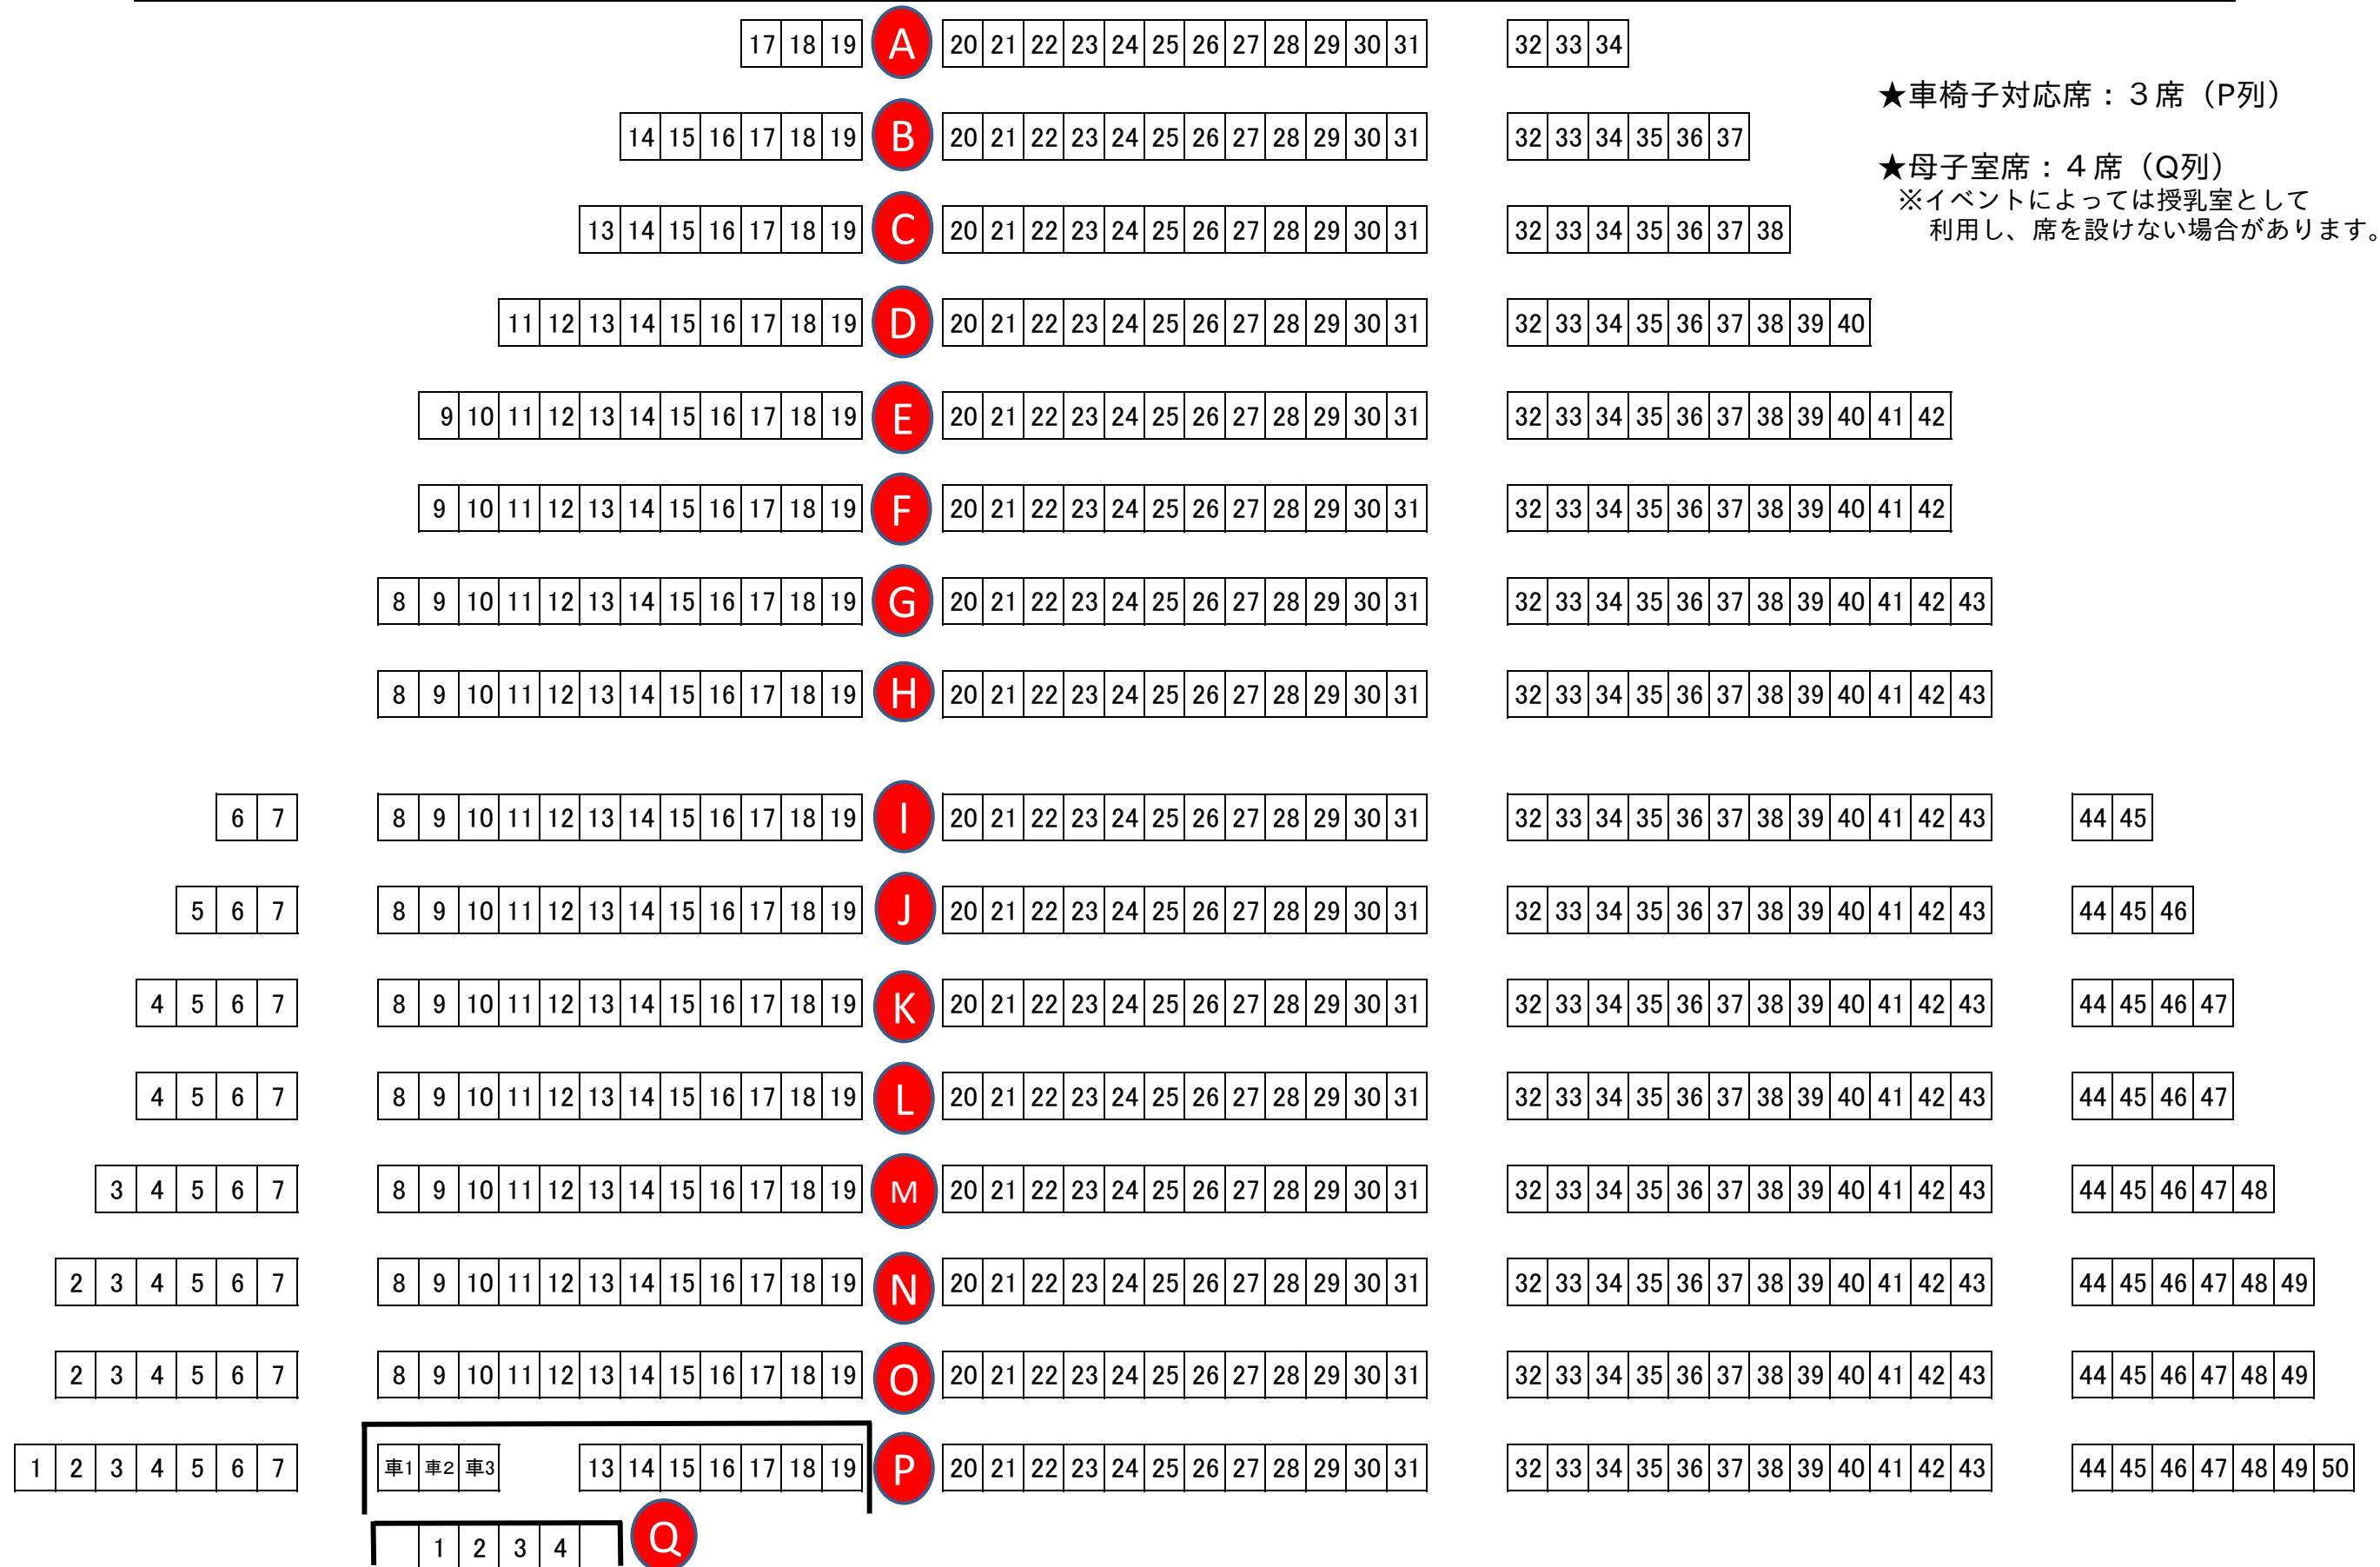 17 18 19 A 20 21 22 23 24 25 26 27 28 29 30 31 32 33 34
★車椅子対応席：３席（P列）
14 15 16 17 18 19 B 20 21 22 23 24 25 26 27 28 29 30 31 32 33 34 35 36 37
★母子室席：４席（Q列）
※イベントによっては授乳室として
利用し、席を設けない場合があります。
13 14 15 16 17 18 19 C 20 21 22 23 24 25 26 27 28 29 30 31 32 33 34 35 36 37 38
11 12 13 14 15 16 17 18 19 D 20 21 22 23 24 25 26 27 28 29 30 31 32 33 34 35 36 37 38 39 40
9 10 11 12 13 14 15 16 17 18 19 E 20 21 22 23 24 25 26 27 28 29 30 31 32 33 34 35 36 37 38 39 40 41 42
9 10 11 12 13 14 15 16 17 18 19 F 20 21 22 23 24 25 26 27 28 29 30 31 32 33 34 35 36 37 38 39 40 41 42
8 9 10 11 12 13 14 15 16 17 18 19 G 20 21 22 23 24 25 26 27 28 29 30 31 32 33 34 35 36 37 38 39 40 41 42 43
8 9 10 11 12 13 14 15 16 17 18 19 H 20 21 22 23 24 25 26 27 28 29 30 31 32 33 34 35 36 37 38 39 40 41 42 43
6 7 8 9 10 11 12 13 14 15 16 17 18 19 I 20 21 22 23 24 25 26 27 28 29 30 31 32 33 34 35 36 37 38 39 40 41 42 43 44 45
5 6 7 8 9 10 11 12 13 14 15 16 17 18 19 J 20 21 22 23 24 25 26 27 28 29 30 31 32 33 34 35 36 37 38 39 40 41 42 43 44 45 46
4 5 6 7 8 9 10 11 12 13 14 15 16 17 18 19 K 20 21 22 23 24 25 26 27 28 29 30 31 32 33 34 35 36 37 38 39 40 41 42 43 44 45 46 47
4 5 6 7 8 9 10 11 12 13 14 15 16 17 18 19 L 20 21 22 23 24 25 26 27 28 29 30 31 32 33 34 35 36 37 38 39 40 41 42 43 44 45 46 47
3 4 5 6 7 8 9 10 11 12 13 14 15 16 17 18 19 M 20 21 22 23 24 25 26 27 28 29 30 31 32 33 34 35 36 37 38 39 40 41 42 43 44 45 46 47 48
2 3 4 5 6 7 8 9 10 11 12 13 14 15 16 17 18 19 N 20 21 22 23 24 25 26 27 28 29 30 31 32 33 34 35 36 37 38 39 40 41 42 43 44 45 46 47 48 49
2 3 4 5 6 7 8 9 10 11 12 13 14 15 16 17 18 19 O 20 21 22 23 24 25 26 27 28 29 30 31 32 33 34 35 36 37 38 39 40 41 42 43 44 45 46 47 48 49
1 2 3 4 5 6 7 車1 車2 車3 13 14 15 16 17 18 19 P 20 21 22 23 24 25 26 27 28 29 30 31 32 33 34 35 36 37 38 39 40 41 42 43 44 45 46 47 48 49 50
1 2 3 4 Q